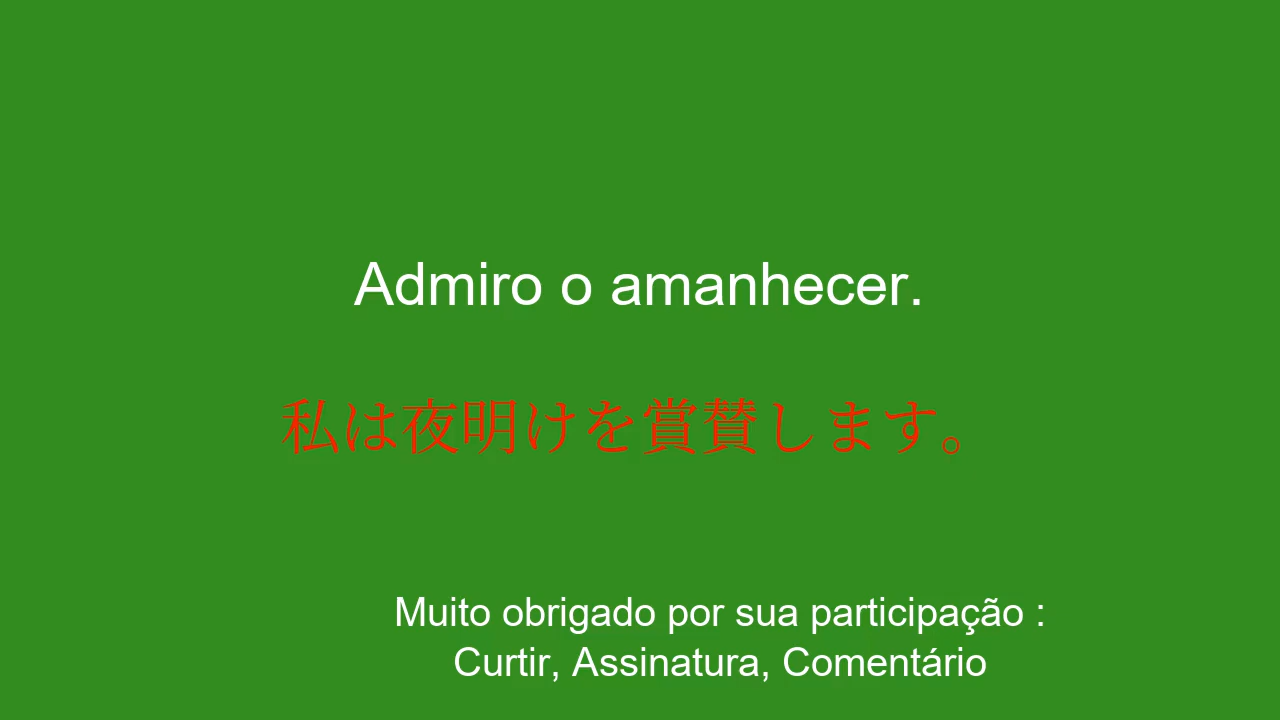 Admiro o amanhecer.
私は夜明けを賞賛します。
Muito obrigado por sua participação :
Curtir, Assinatura, Comentário